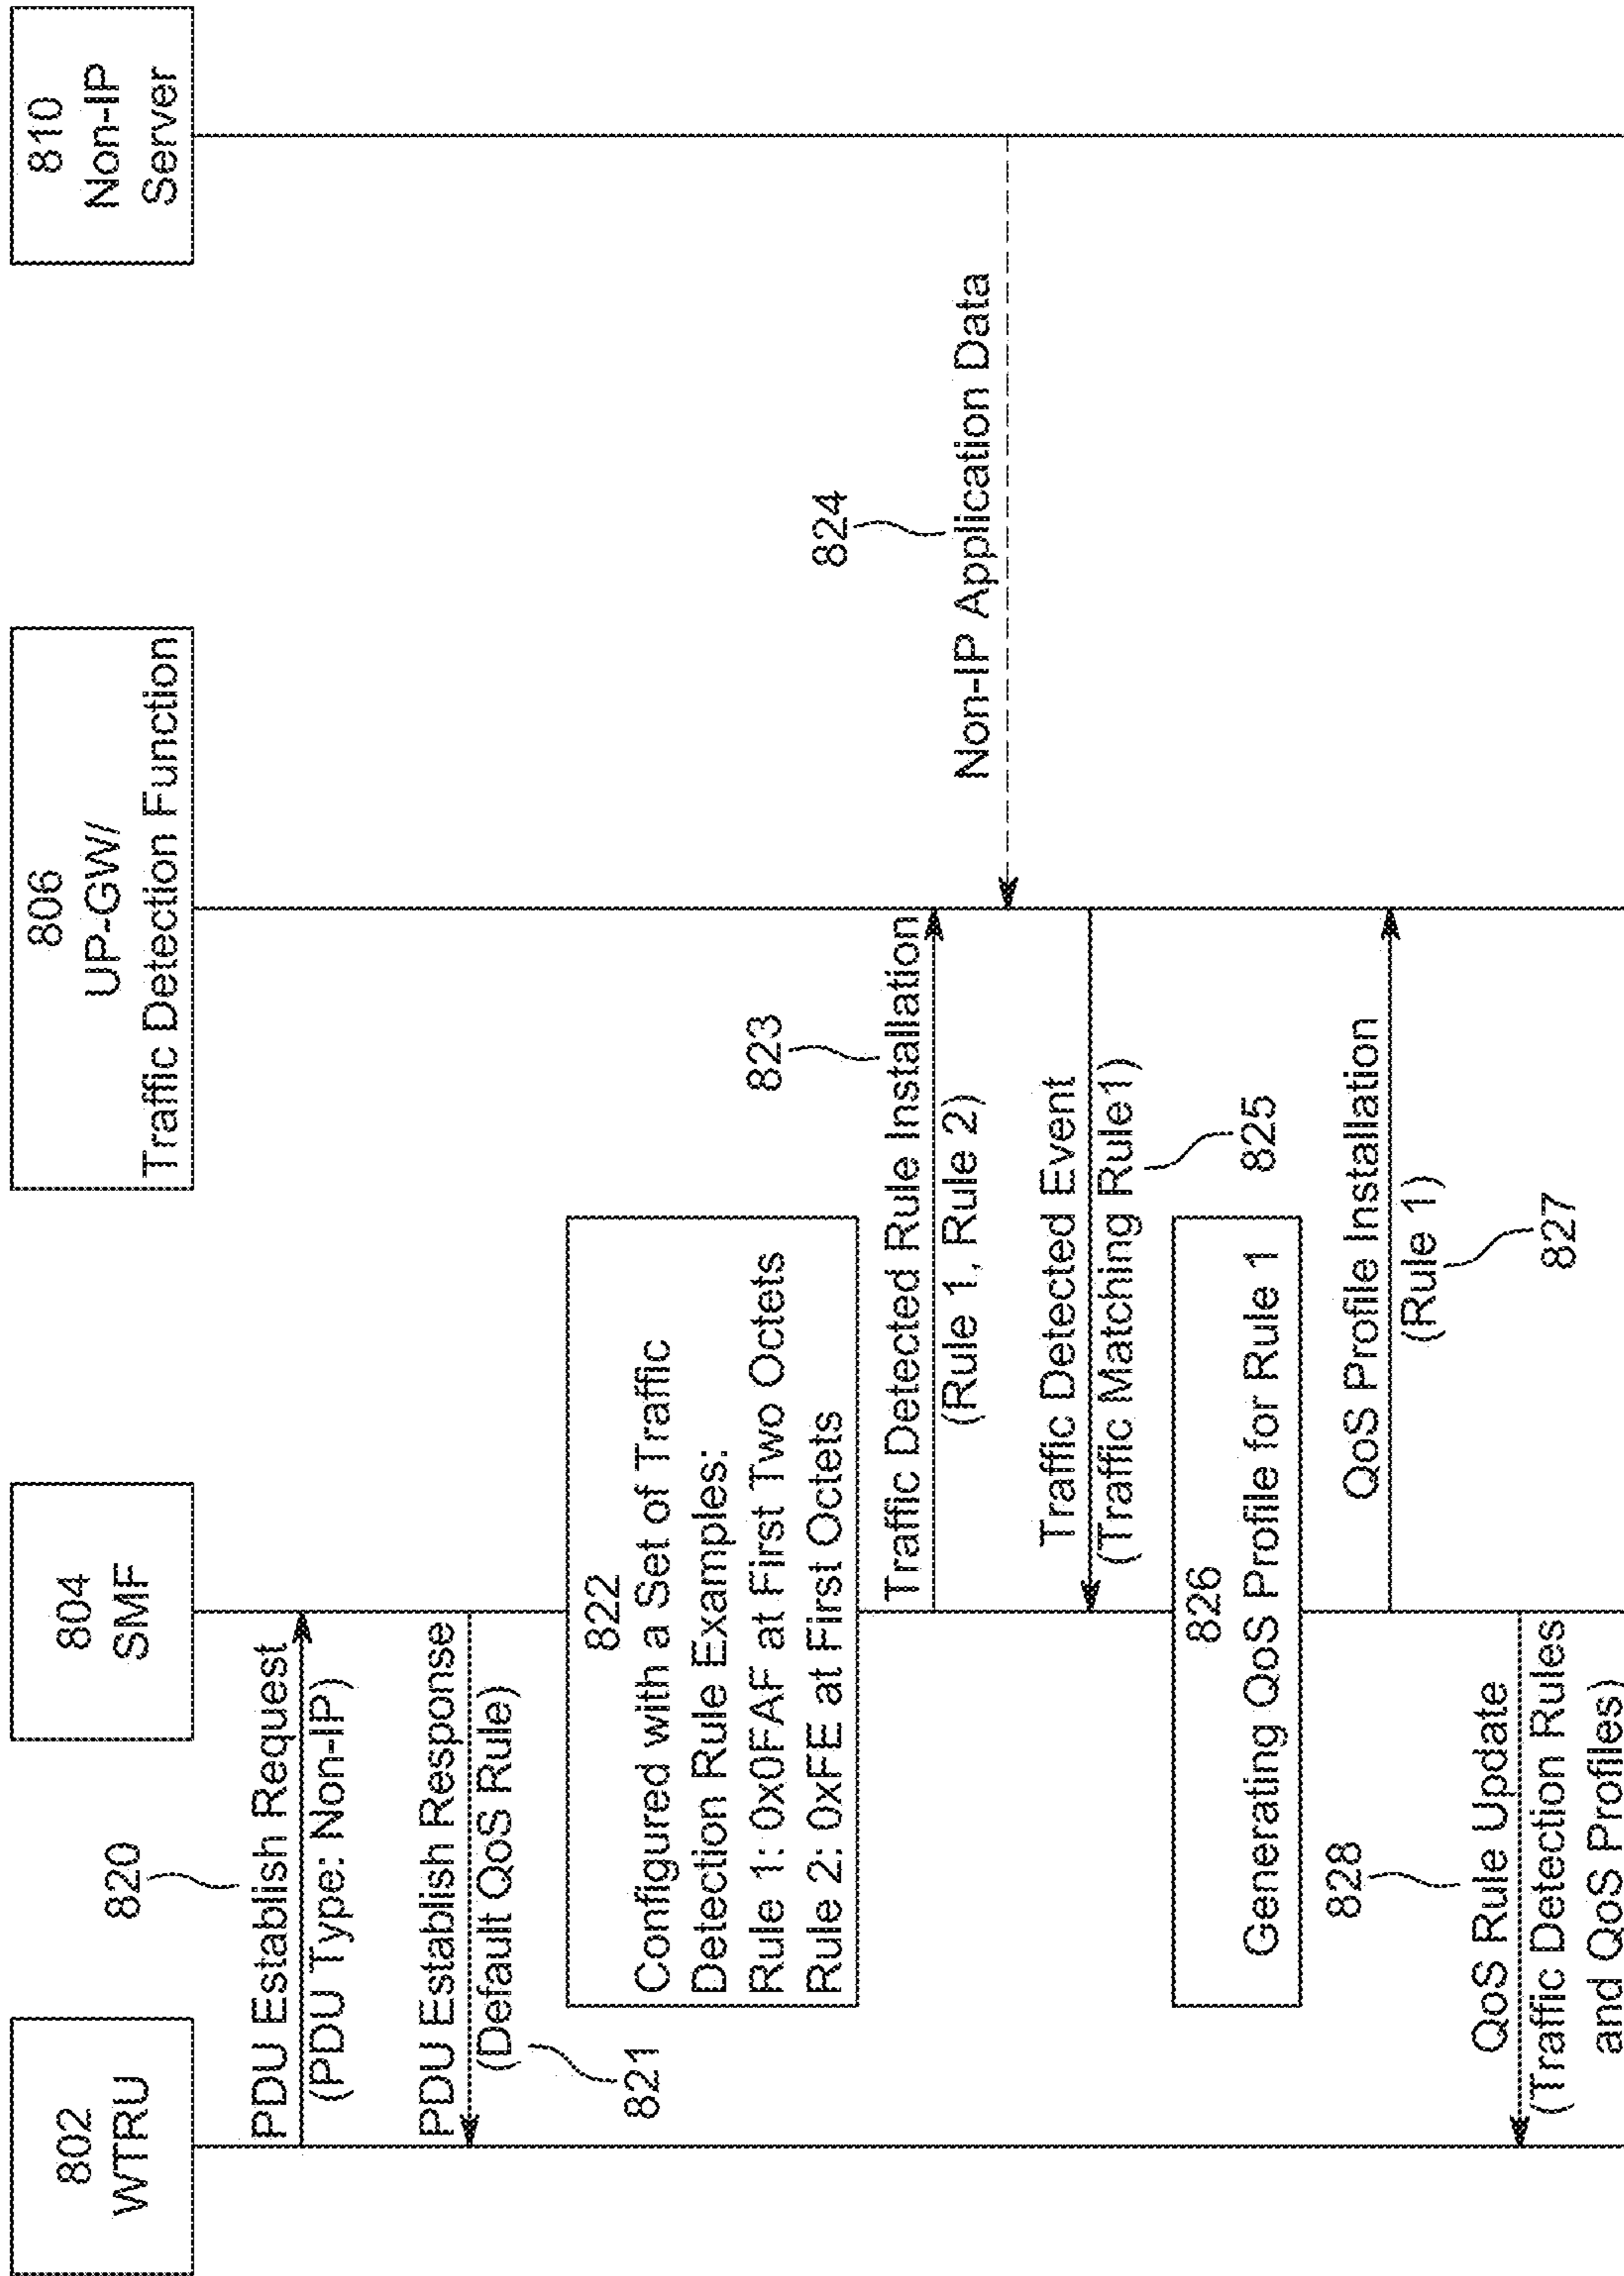 802
WTRU
804
SMF
806
UP-GW/
Traffic Detection Function
810
Non-IP
Server
820
PDU Establish Request
(PDU Type: Non-IP)
PDU Establish Response
(Default QoS Rule)
821
822
Configured with a Set of Traffic
Detection Rule Examples:
Rule 1: 0x0FAF at First Two Octets
Rule 2: 0xFE at First Octets
823
Traffic Detected Rule Installation
(Rule 1, Rule 2)
824
Non-IP Application Data
Traffic Detected Event
(Traffic Matching Rule1)
825
826
Generating QoS Profile for Rule 1
QoS Profile Installation
(Rule 1)
827
828
QoS Rule Update
(Traffic Detection Rules
and QoS Profiles)